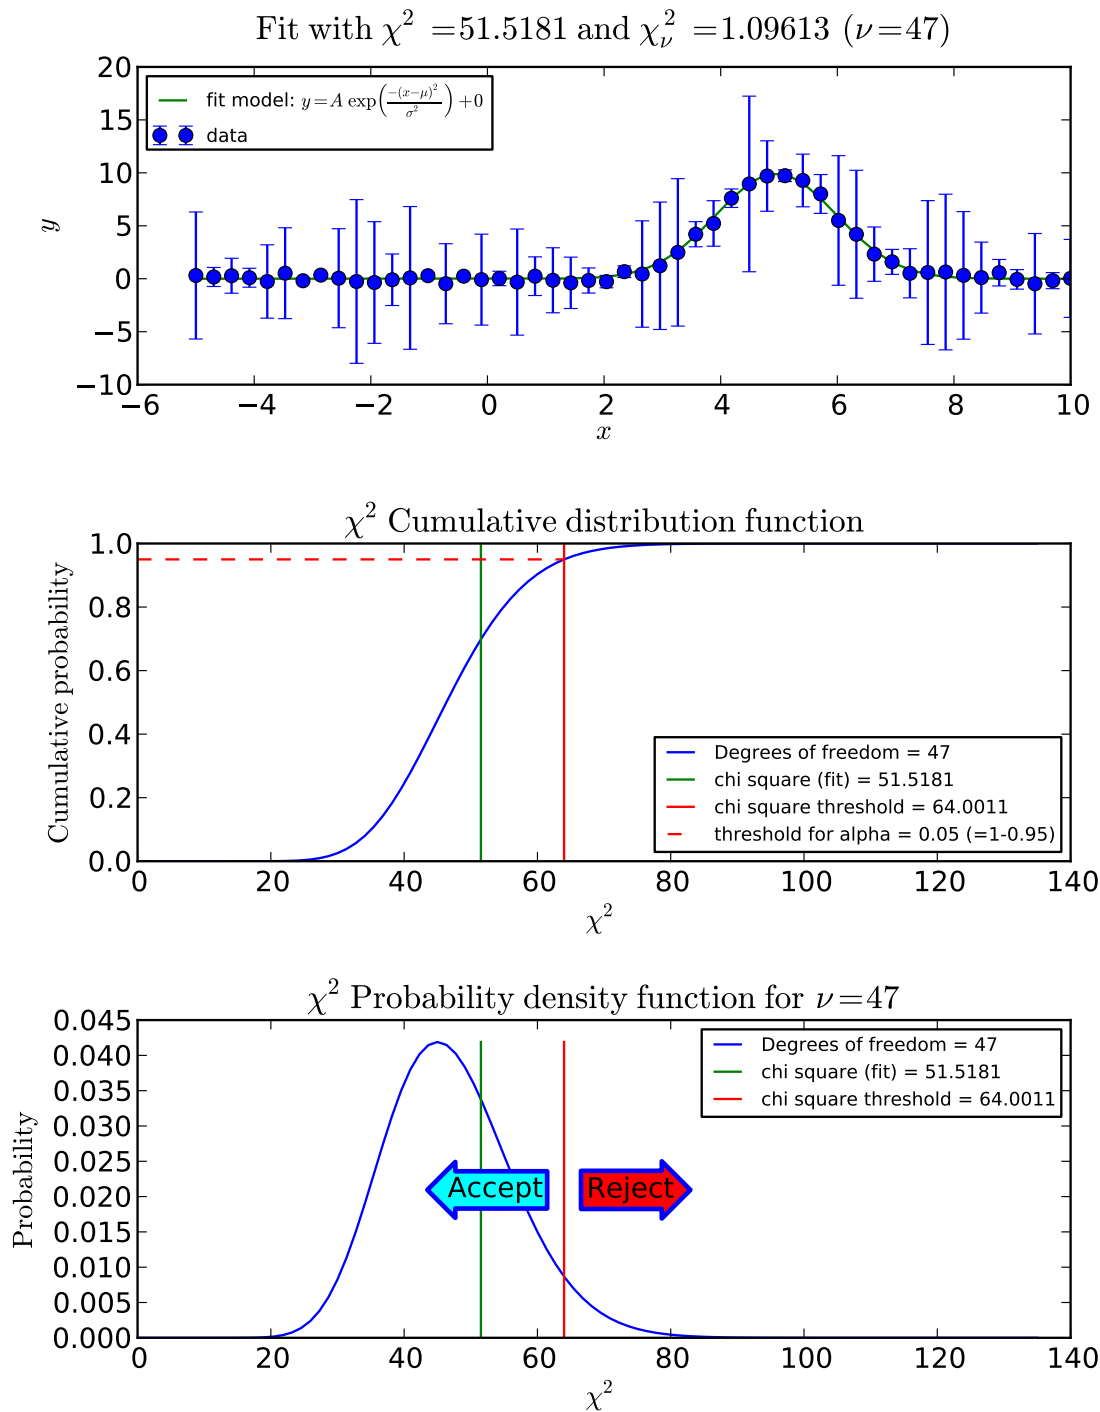 Fit with χ² =51.5181 and χ²ᵥ =1.09613 (ν=47)
20
15
10
5
0
−5
−10
y
fit model: y=A exp(−(x−μ)²/σ²)+0
data
−6 −4 −2 0 2 4 6 8 10
x
χ² Cumulative distribution function
1.0
0.8
0.6
0.4
0.2
0.0
Cumulative probability
Degrees of freedom = 47
chi square (fit) = 51.5181
chi square threshold = 64.0011
threshold for alpha = 0.05 (=1-0.95)
0 20 40 60 80 100 120 140
χ²
χ² Probability density function for ν=47
0.045
0.040
0.035
0.030
0.025
0.020
0.015
0.010
0.005
0.000
Probability
Degrees of freedom = 47
chi square (fit) = 51.5181
chi square threshold = 64.0011
Accept Reject
0 20 40 60 80 100 120 140
χ²